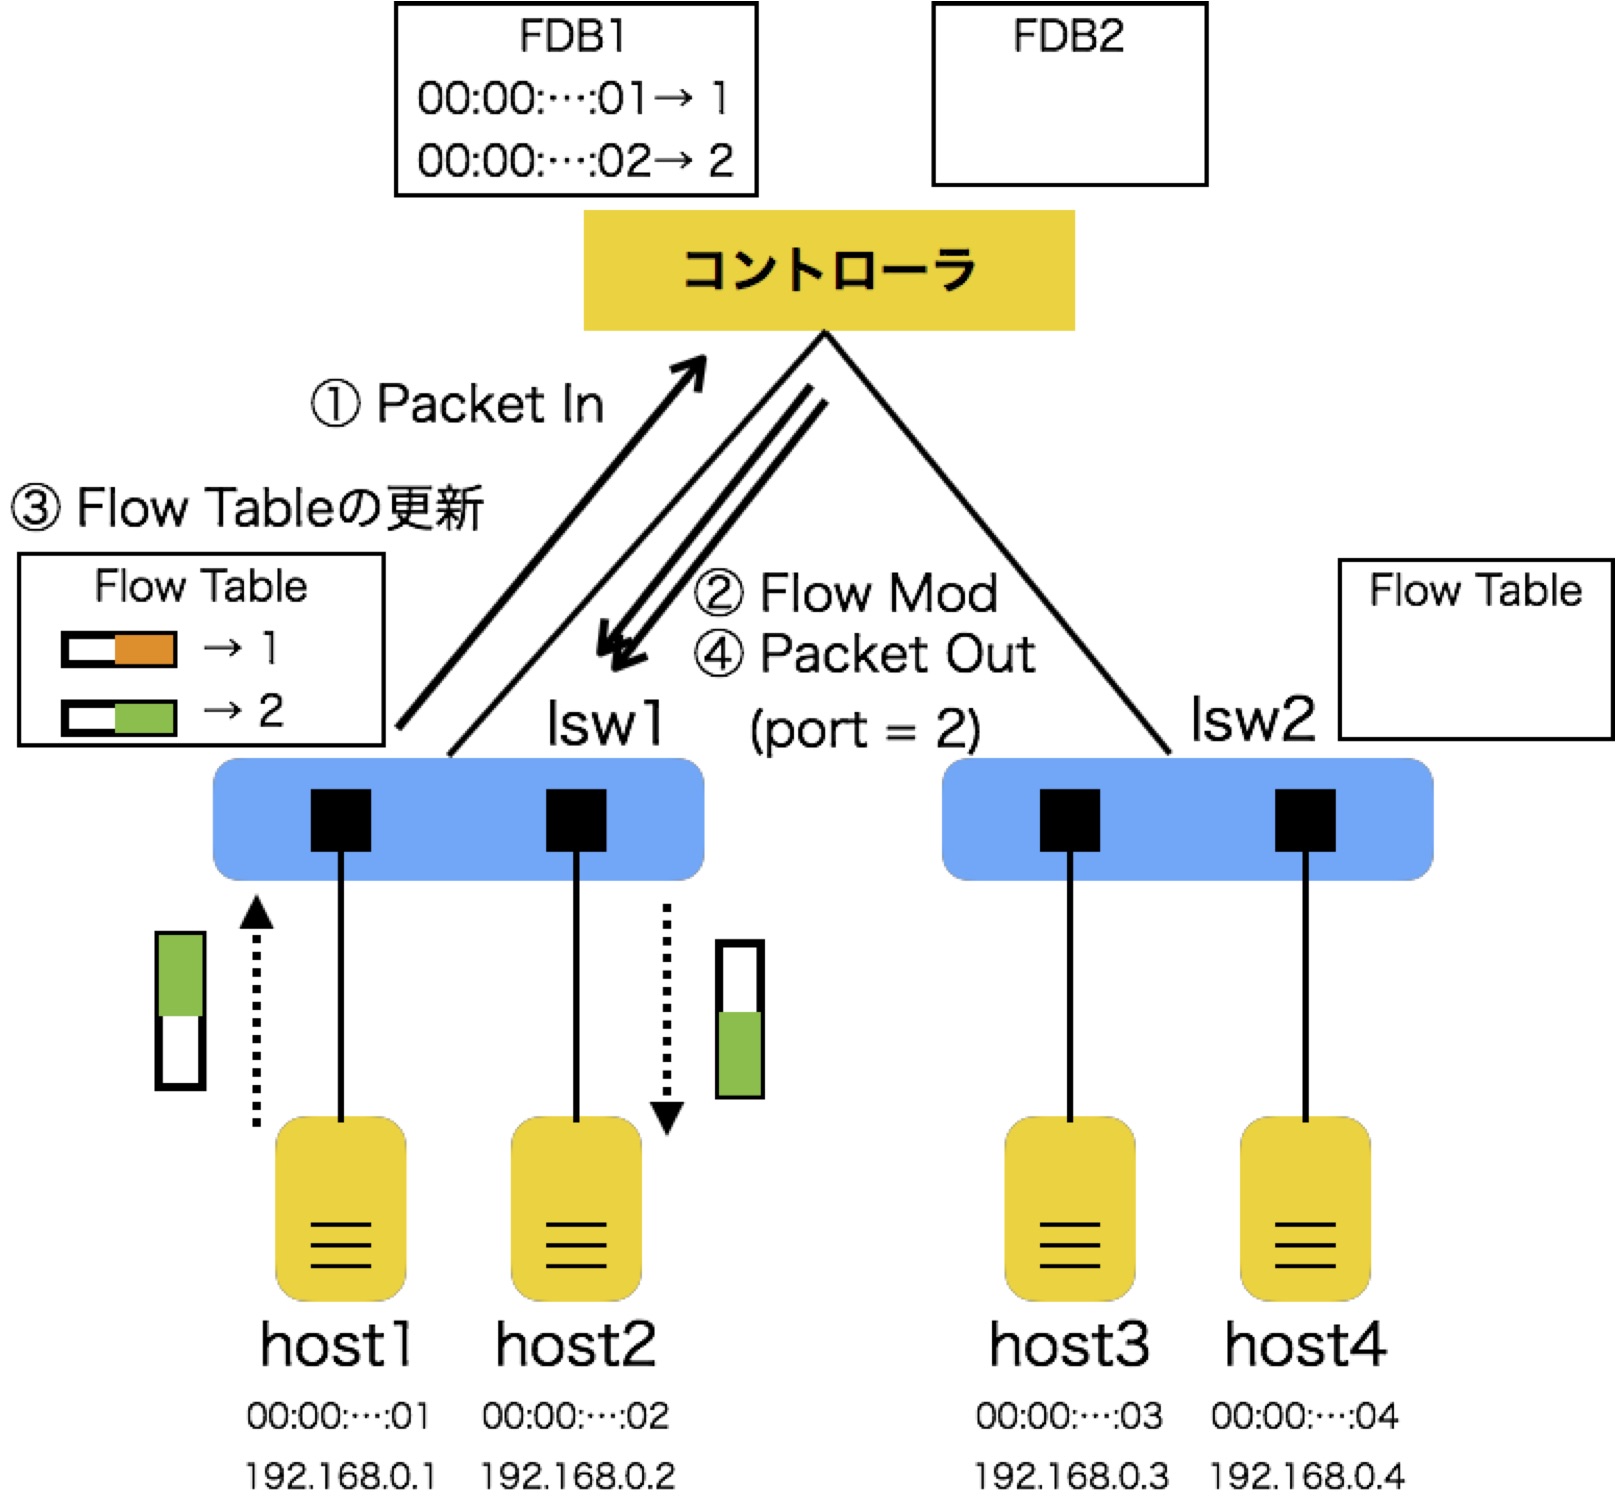 FDB1
00:00:…:01→ 1
00:00:…:02→ 2
FDB2
コントローラ
① Packet In
③ Flow Tableの更新
Flow Table
→ 1
→ 2
② Flow Mod
④ Packet Out
(port = 2)
lsw1
lsw2
Flow Table
host1
00:00:…:01
192.168.0.1
host2
00:00:…:02
192.168.0.2
host3
00:00:…:03
192.168.0.3
host4
00:00:…:04
192.168.0.4